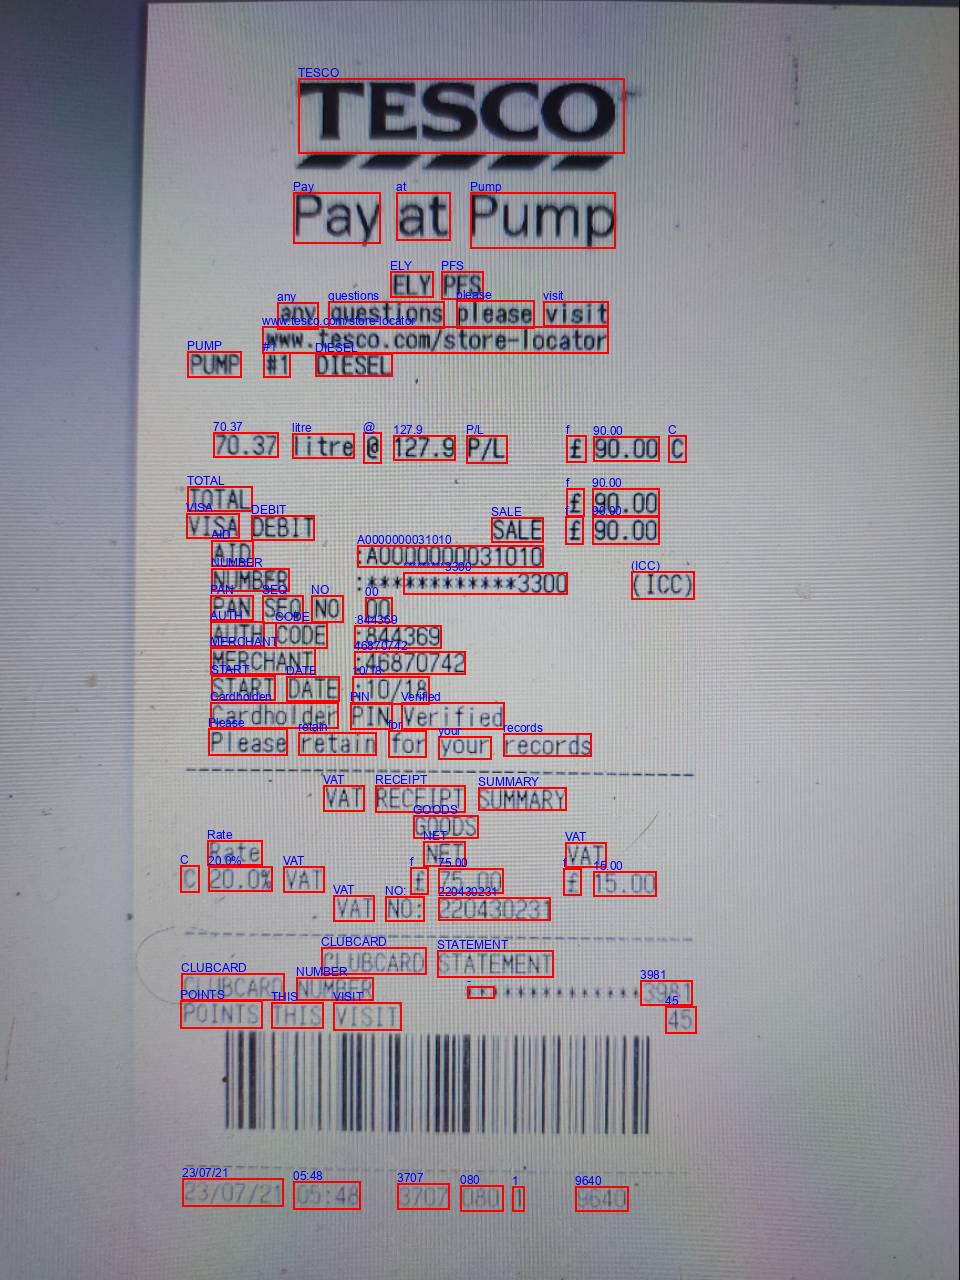 TESCO
Pay at Pump
ELY PFS
any questions please visit
www.tesco.com/store-locator
PUMP #1 DIESEL
70.37 litre @ 127.9 P/L £ 90.00 C
TOTAL £ 90.00
VISA DEBIT SALE £ 90.00
AID :A0000000031010
NUMBER :************3300 (ICC)
PAN SEQ NO 00
AUTH CODE :844369
MERCHANT :46870742
START DATE :10/18
Cardholder PIN Verified
Please retain for your records
VAT RECEIPT SUMMARY
GOODS
Rate NET VAT
C 20.0% VAT £ 75.00 £ 15.00
VAT NO: 220430231
CLUBCARD STATEMENT
CLUBCARD NUMBER **************3981
POINTS THIS VISIT 45
23/07/21 05:48 3707 080 1 9640